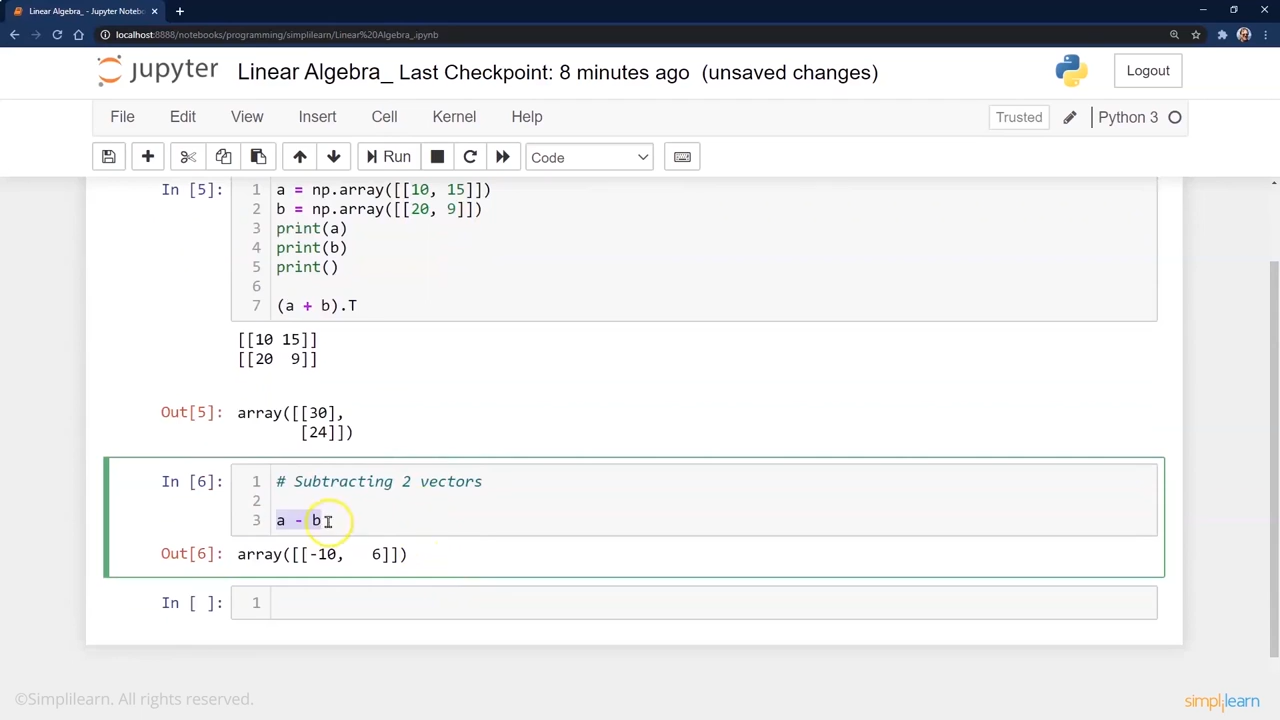 Linear Algebra_ - Jupyter Notebo
localhost:8888/notebooks/programming/simplilearn/Linear%20Algebra_.ipynb
jupyter Linear Algebra_ Last Checkpoint: 8 minutes ago (unsaved changes) Logout
File Edit View Insert Cell Kernel Help Trusted Python 3
Run Code
In [5]: 1 a = np.array([[10, 15]])
2 b = np.array([[20, 9]])
3 print(a)
4 print(b)
5 print()
6
7 (a + b).T
[[10 15]]
[[20  9]]
Out[5]: array([[30],
[24]])
In [6]: 1 # Subtracting 2 vectors
2
3 a - b
Out[6]: array([[-10,   6]])
In [ ]: 1
©Simplilearn. All rights reserved.
simplilearn